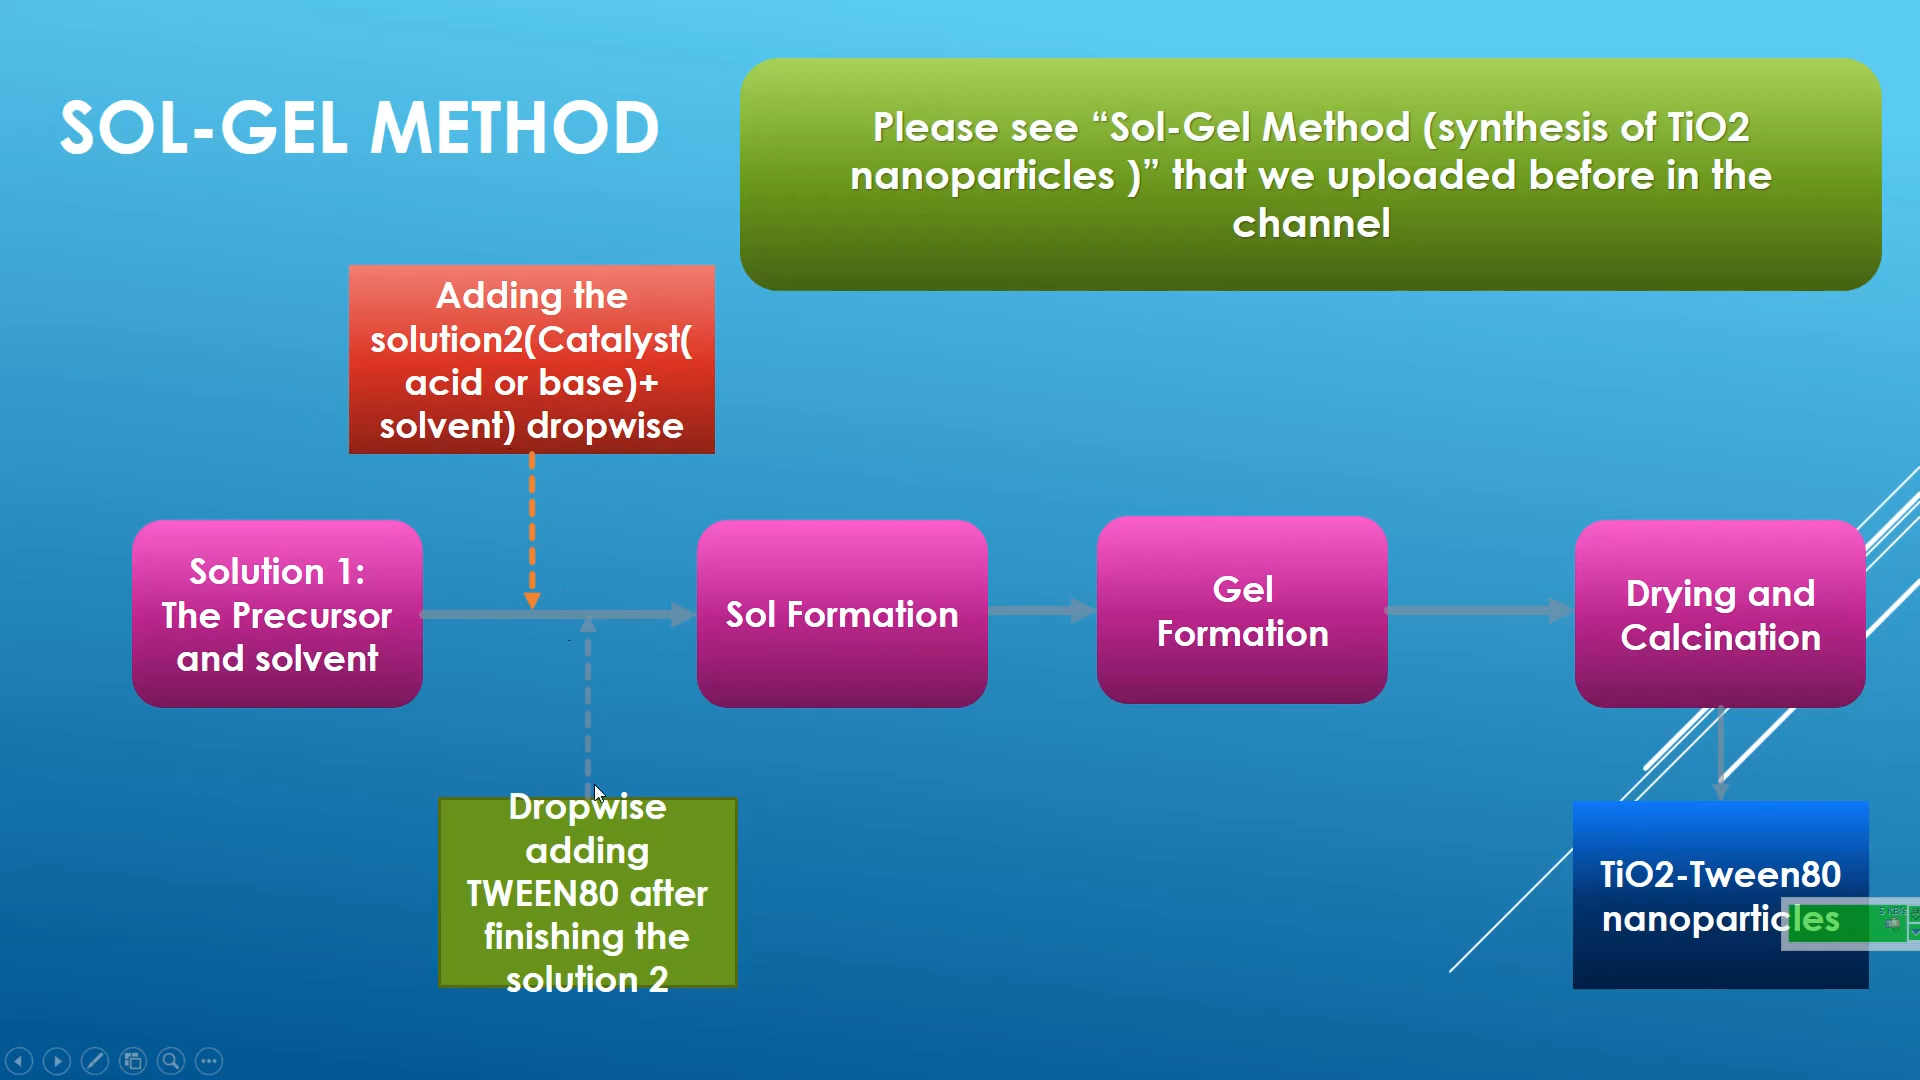 SOL-GEL METHOD
Please see “Sol-Gel Method (synthesis of TiO2
nanoparticles )” that we uploaded before in the
channel
Adding the
solution2(Catalyst(
acid or base)+
solvent) dropwise
Solution 1:
The Precursor
and solvent
Sol Formation
Gel
Formation
Drying and
Calcination
Dropwise
adding
TWEEN80 after
finishing the
solution 2
TiO2-Tween80
nanoparticles